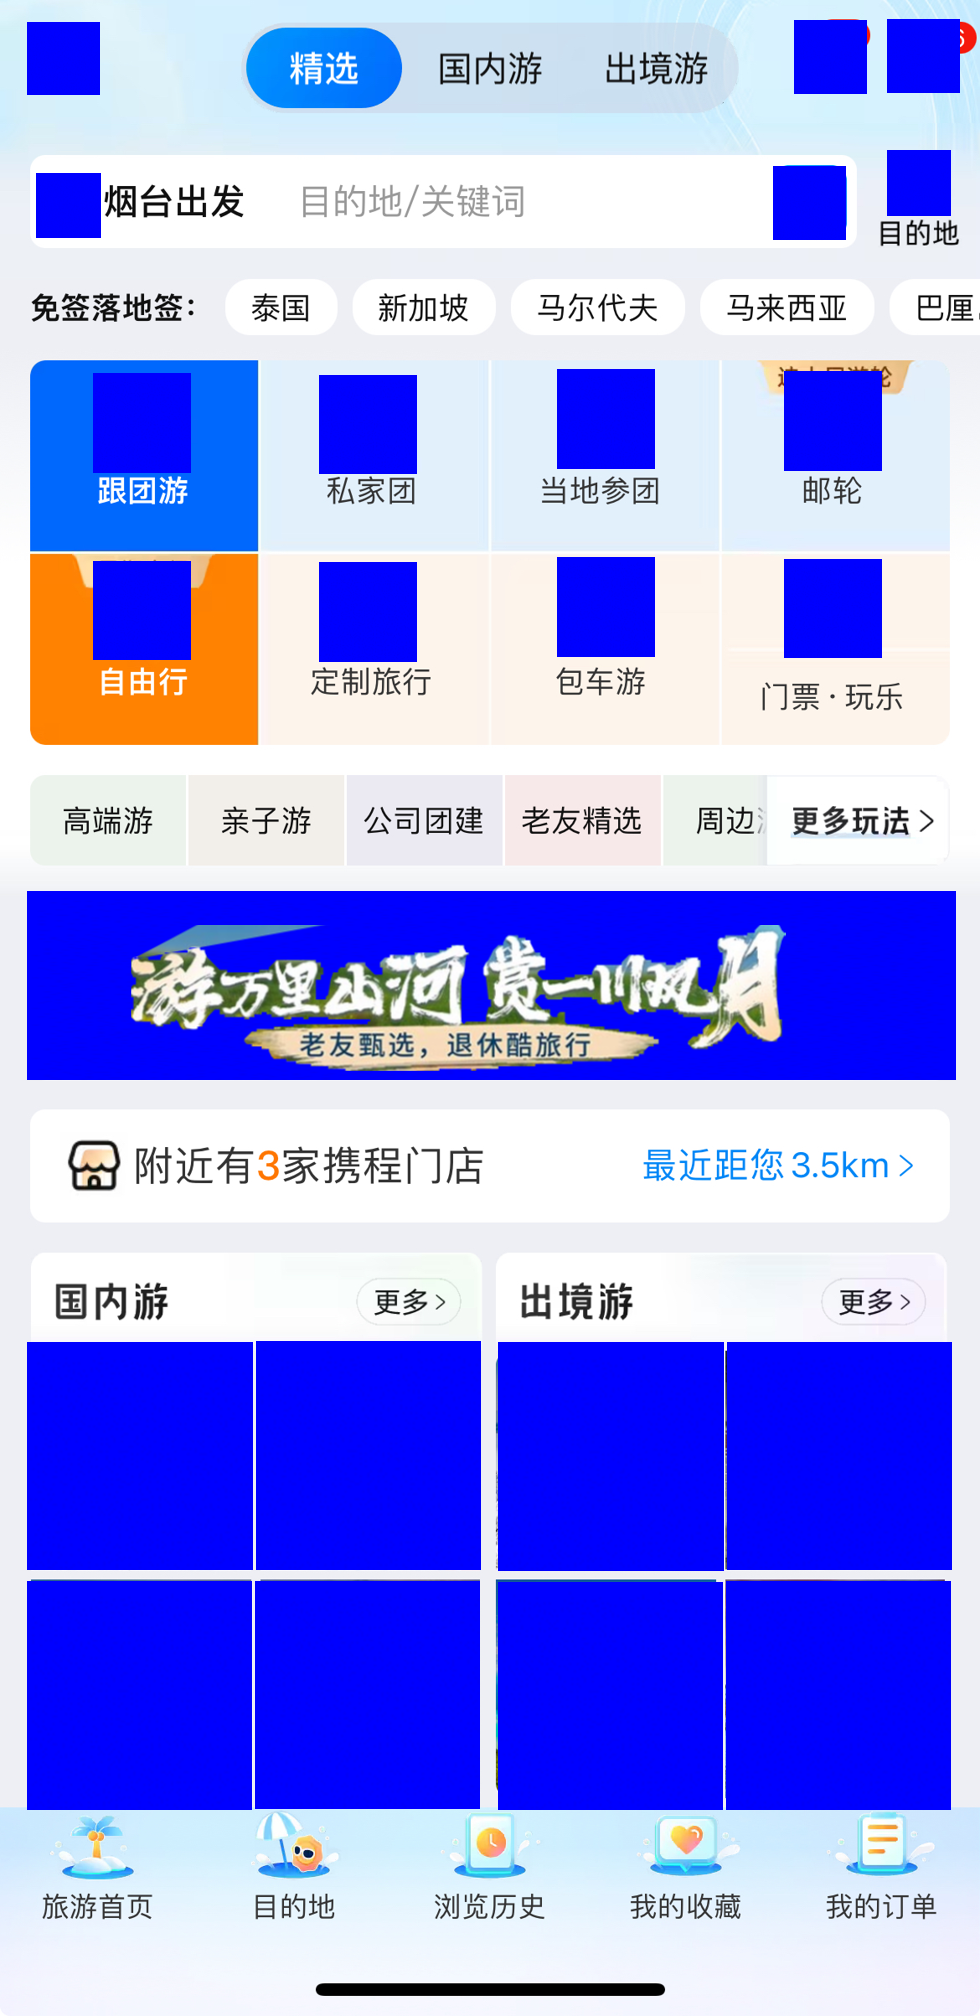 精选 国内游 出境游
烟台出发 目的地/关键词
目的地
免签落地签： 泰国 新加坡 马尔代夫 马来西亚 巴厘
跟团游 私家团 当地参团 邮轮
自由行 定制旅行 包车游 门票·玩乐
高端游 亲子游 公司团建 老友精选 周边 更多玩法 >
游万里山河 赏一川风月
老友甄选，退休酷旅行
附近有3家携程门店 最近距您3.5km >
国内游 更多 > 出境游 更多 >
旅游首页 目的地 浏览历史 我的收藏 我的订单